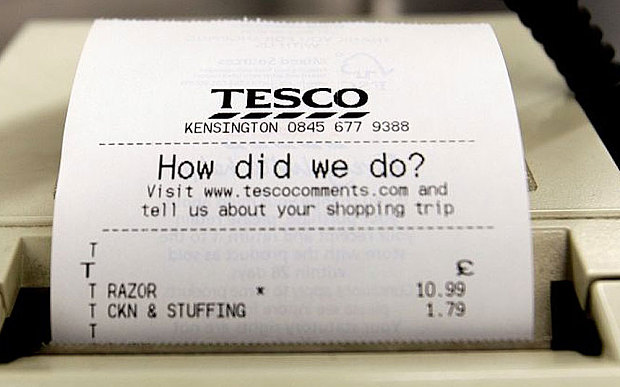 TESCO
KENSINGTON 0845 677 9388
How did we do?
Visit www.tescocomments.com and
tell us about your shopping trip
T
T £
T RAZOR * 10.99
T CKN & STUFFING 1.79
T